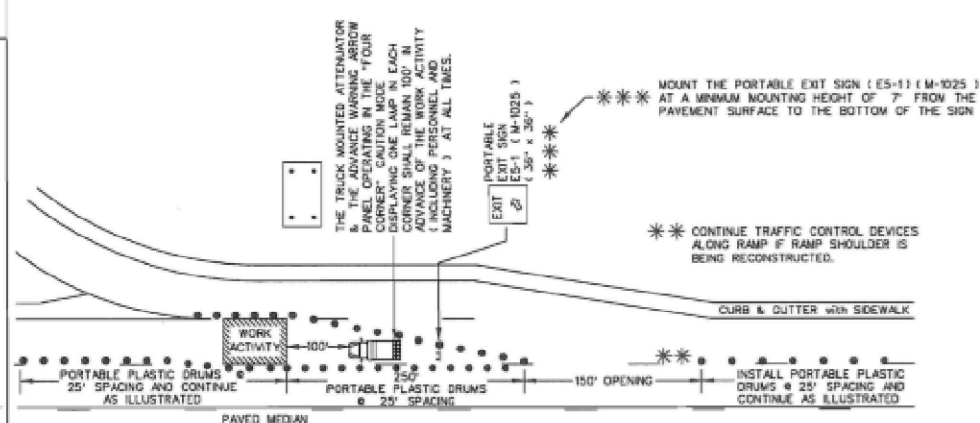 THE TRUCK MOUNTED ATTENUATOR
& THE ADVANCE WARNING ARROW
PANEL OPERATING IN THE "FOUR
CORNER" CAUTION MODE
DISPLAYING ONE LAMP IN EACH
CORNER SHALL REMAIN 100' IN
ADVANCE OF THE WORK ACTIVITY
( INCLUDING PERSONNEL AND
MACHINERY ) AT ALL TIMES.
PORTABLE
EXIT SIGN
E5-1 ( M-1025 )
( 36" x 36" )
***
EXIT
*** MOUNT THE PORTABLE EXIT SIGN ( E5-1 ) ( M-1025 )
AT A MINIMUM MOUNTING HEIGHT OF 7" FROM THE
PAVEMENT SURFACE TO THE BOTTOM OF THE SIGN
** CONTINUE TRAFFIC CONTROL DEVICES
ALONG RAMP IF RAMP SHOULDER IS
BEING RECONSTRUCTED.
CURB & GUTTER with SIDEWALK
WORK
ACTIVITY
100'
**
PORTABLE PLASTIC DRUMS
25' SPACING AND CONTINUE
AS ILLUSTRATED
250'
PORTABLE PLASTIC DRUMS
@ 25' SPACING
150' OPENING
INSTALL PORTABLE PLASTIC
DRUMS @ 25' SPACING AND
CONTINUE AS ILLUSTRATED
PAVED MEDIAN